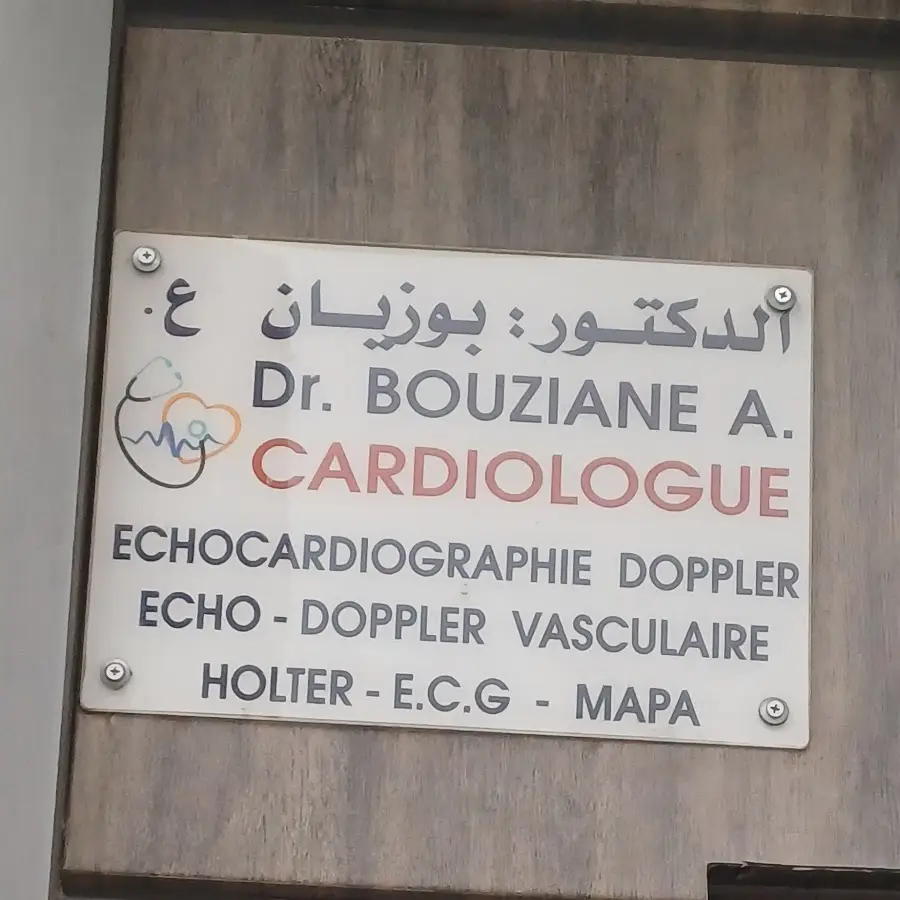 الدكتور: بوزيان ع.
Dr. BOUZIANE A.
CARDIOLOGUE
ECHOCARDIOGRAPHIE DOPPLER
ECHO - DOPPLER VASCULAIRE
HOLTER - E.C.G - MAPA